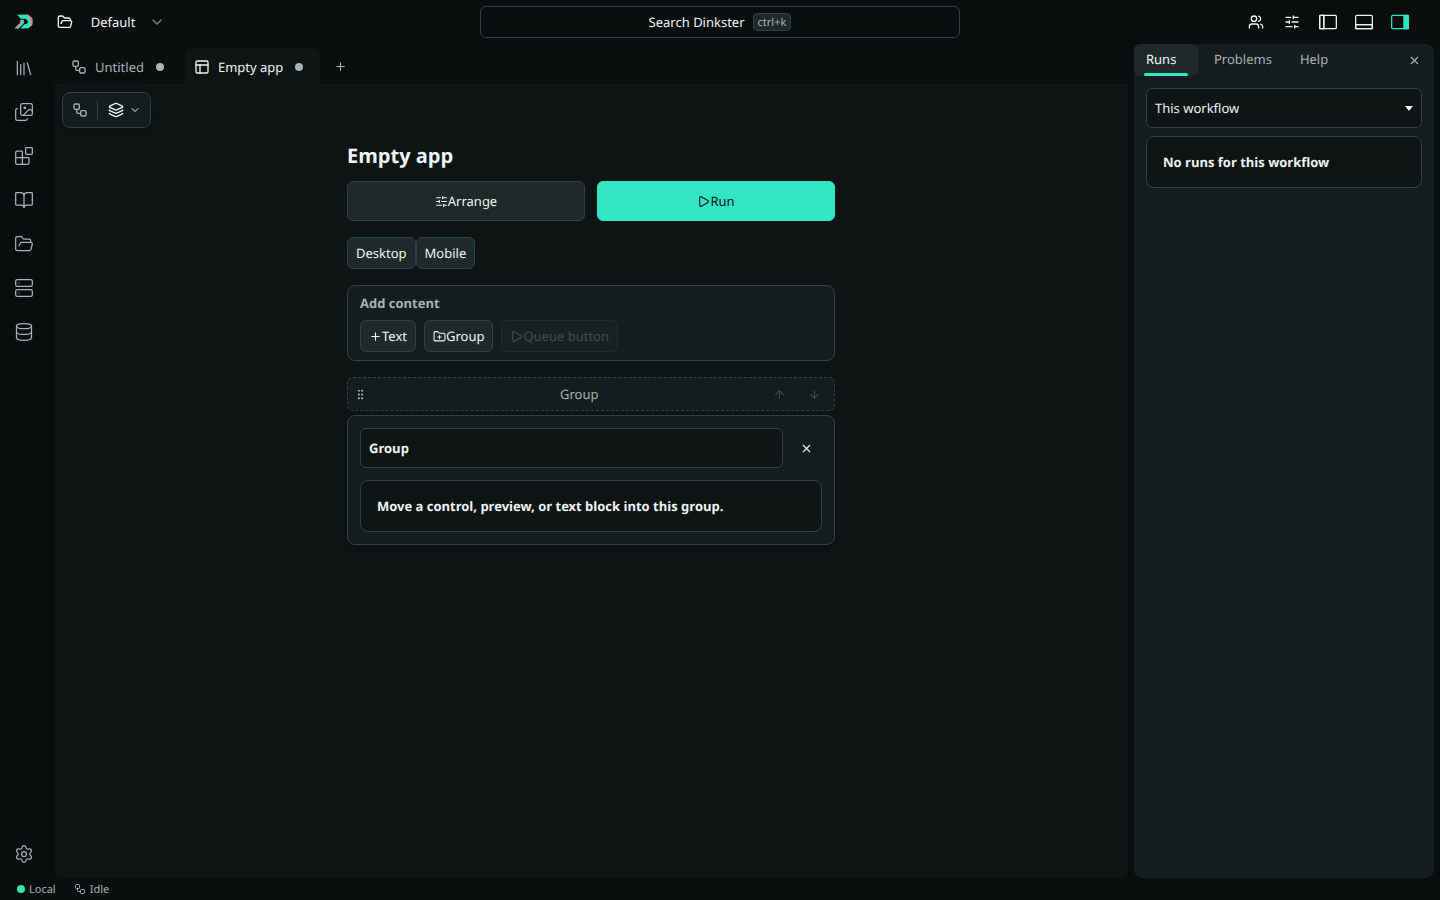 Default
Search Dinkster ctrl+k
Untitled
Empty app
Runs
Problems
Help
This workflow
No runs for this workflow
Empty app
Arrange
Run
Desktop
Mobile
Add content
Text
Group
Queue button
Group
Group
Move a control, preview, or text block into this group.
Local
Idle